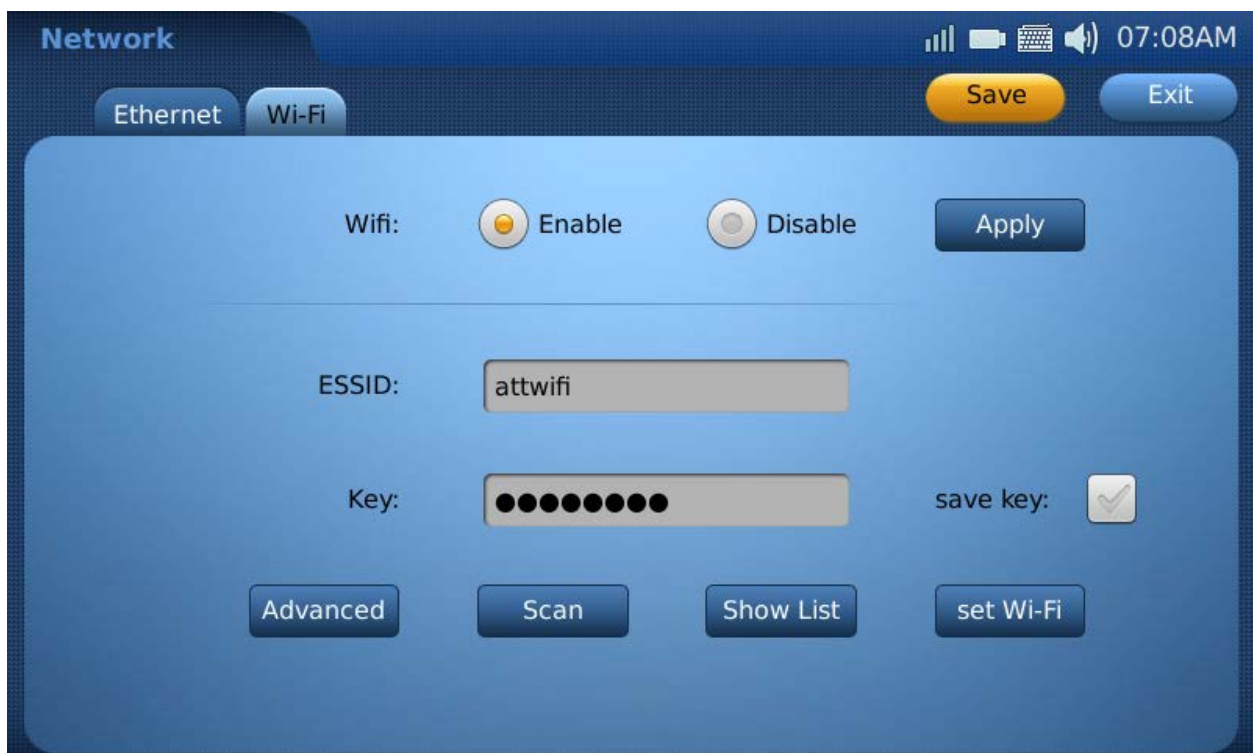 Network 07:08AM
Ethernet Wi-Fi Save Exit
Wifi: Enable Disable Apply
ESSID: attwifi
Key: ●●●●●●●● save key:
Advanced Scan Show List set Wi-Fi